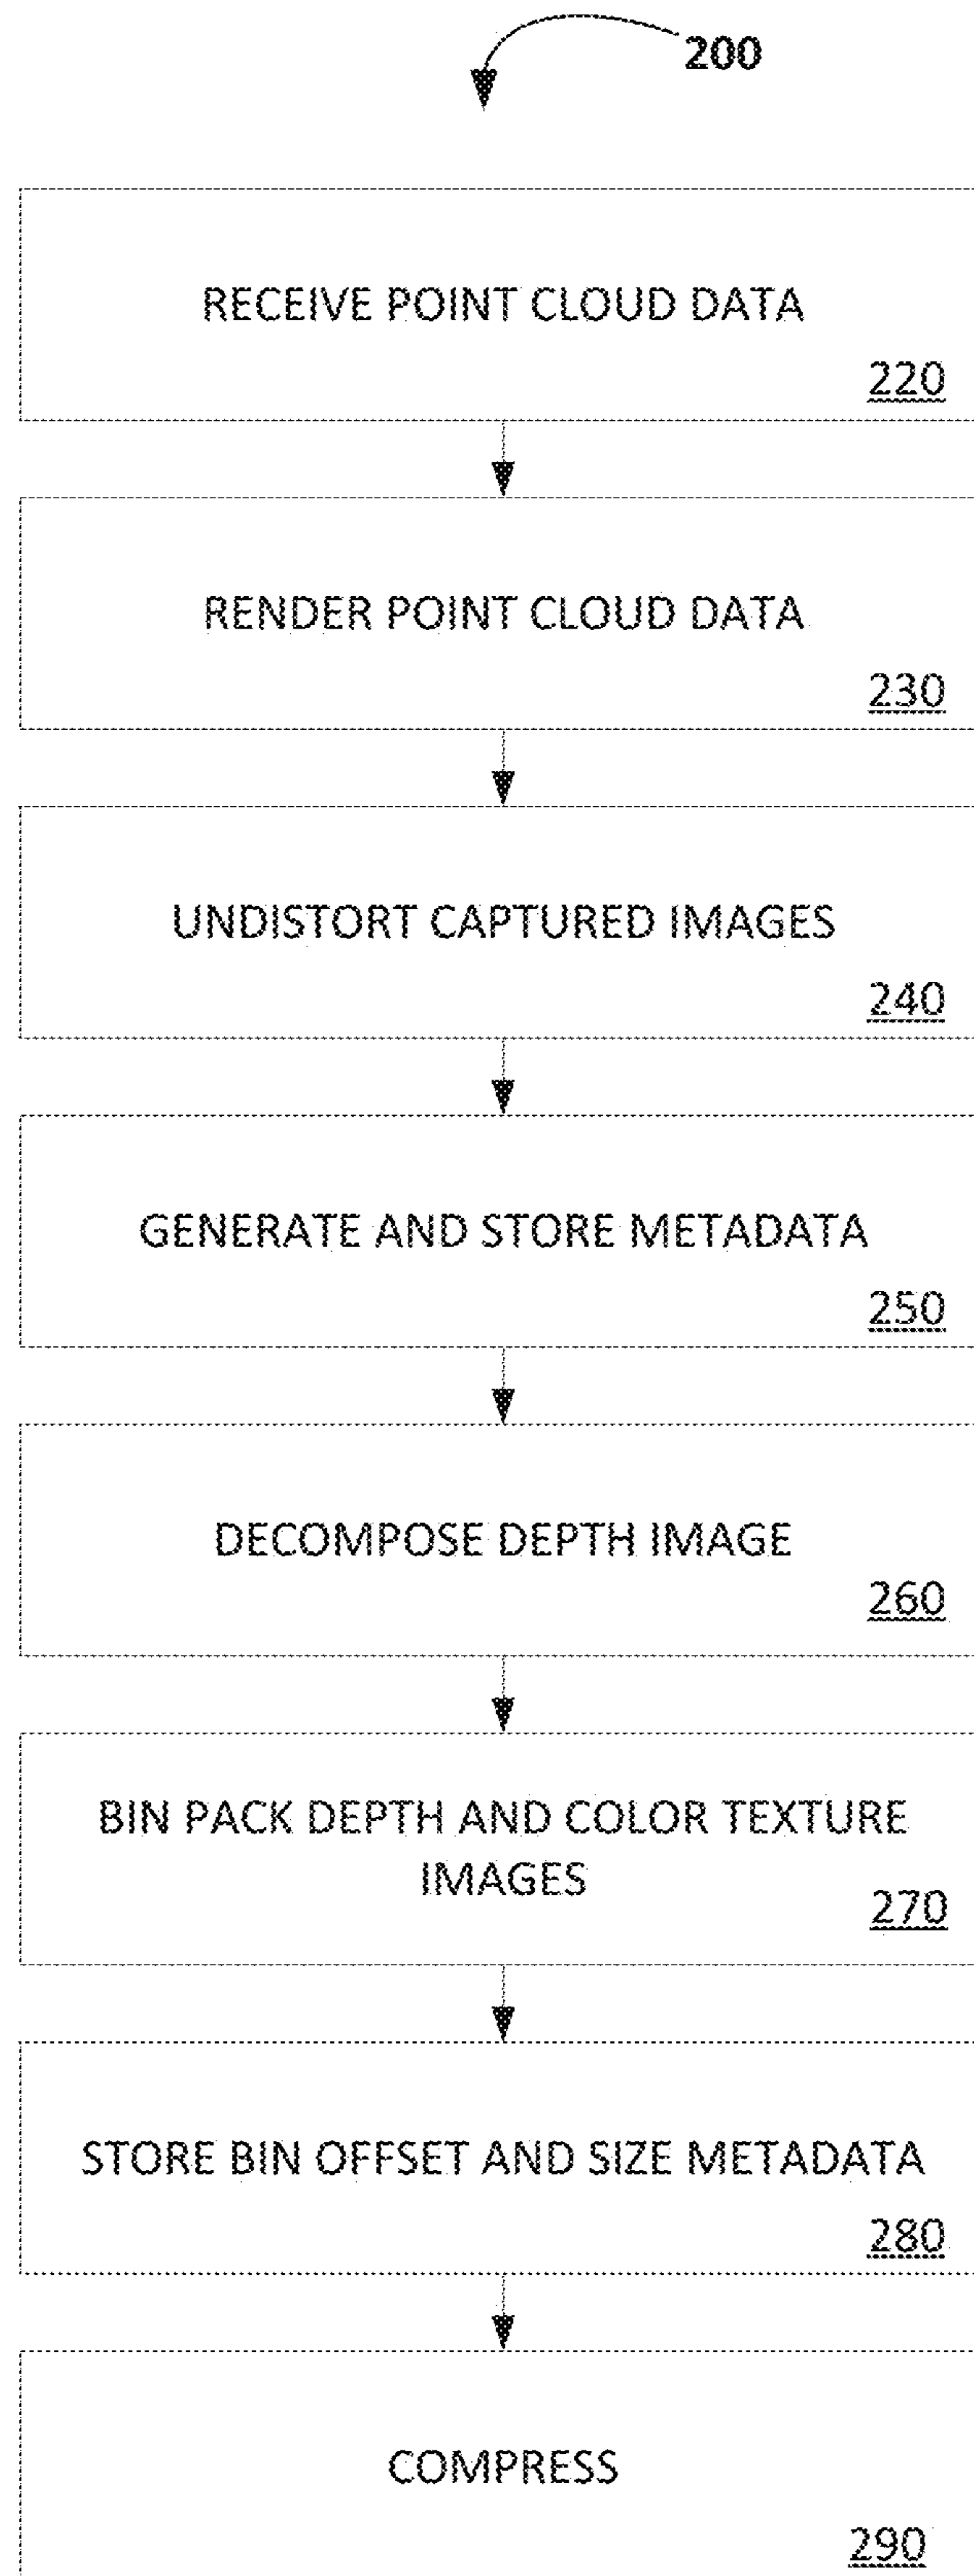 200
RECEIVE POINT CLOUD DATA
220
RENDER POINT CLOUD DATA
230
UNDISTORT CAPTURED IMAGES
240
GENERATE AND STORE METADATA
250
DECOMPOSE DEPTH IMAGE
260
BIN PACK DEPTH AND COLOR TEXTURE
IMAGES
270
STORE BIN OFFSET AND SIZE METADATA
280
COMPRESS
290